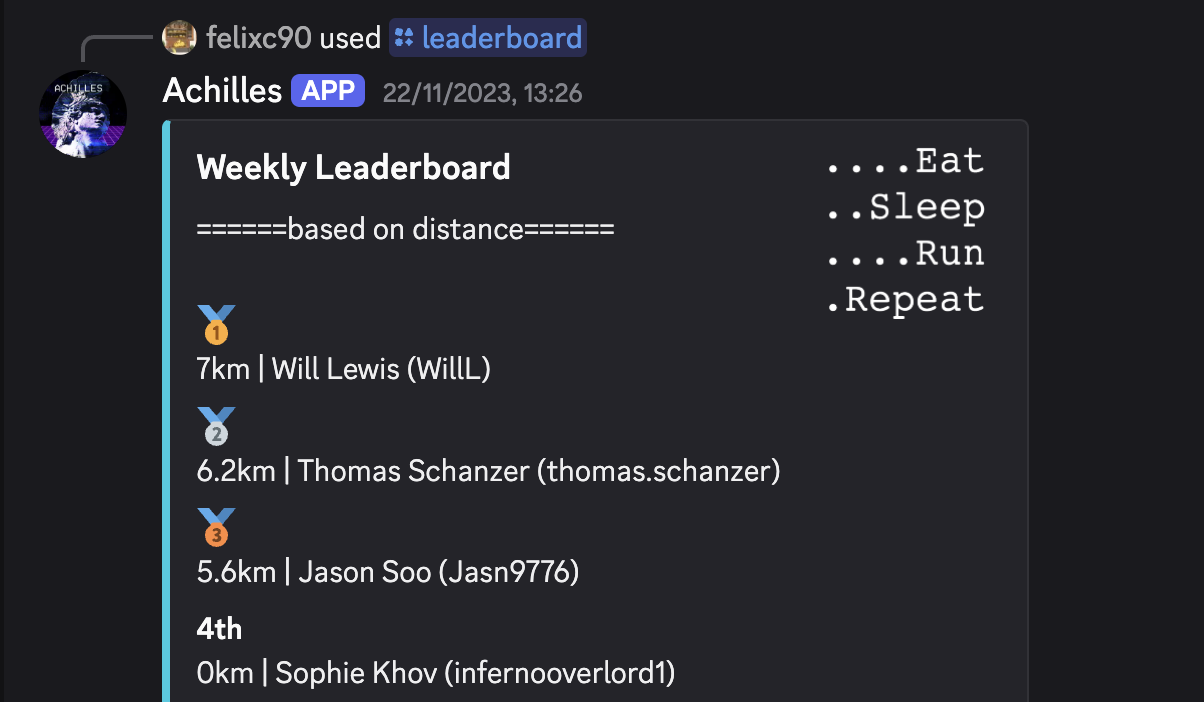 felixc90 used leaderboard
ACHILLES
Achilles APP 22/11/2023, 13:26
Weekly Leaderboard
======based on distance======
....Eat
..Sleep
....Run
.Repeat
1
7km | Will Lewis (WillL)
2
6.2km | Thomas Schanzer (thomas.schanzer)
3
5.6km | Jason Soo (Jasn9776)
4th
0km | Sophie Khov (infernooverlord1)